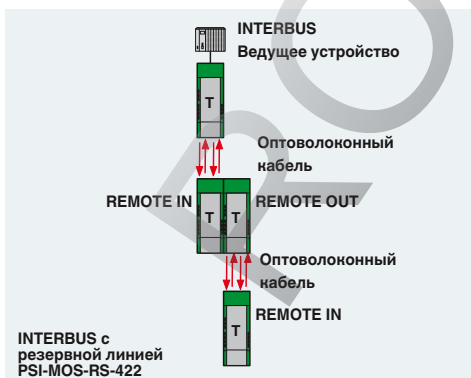 INTERBUS
Ведущее устройство
T
Оптоволоконный
кабель
REMOTE IN
T
T
REMOTE OUT
Оптоволоконный
кабель
T
REMOTE IN
INTERBUS с
резервной линией
PSI-MOS-RS-422